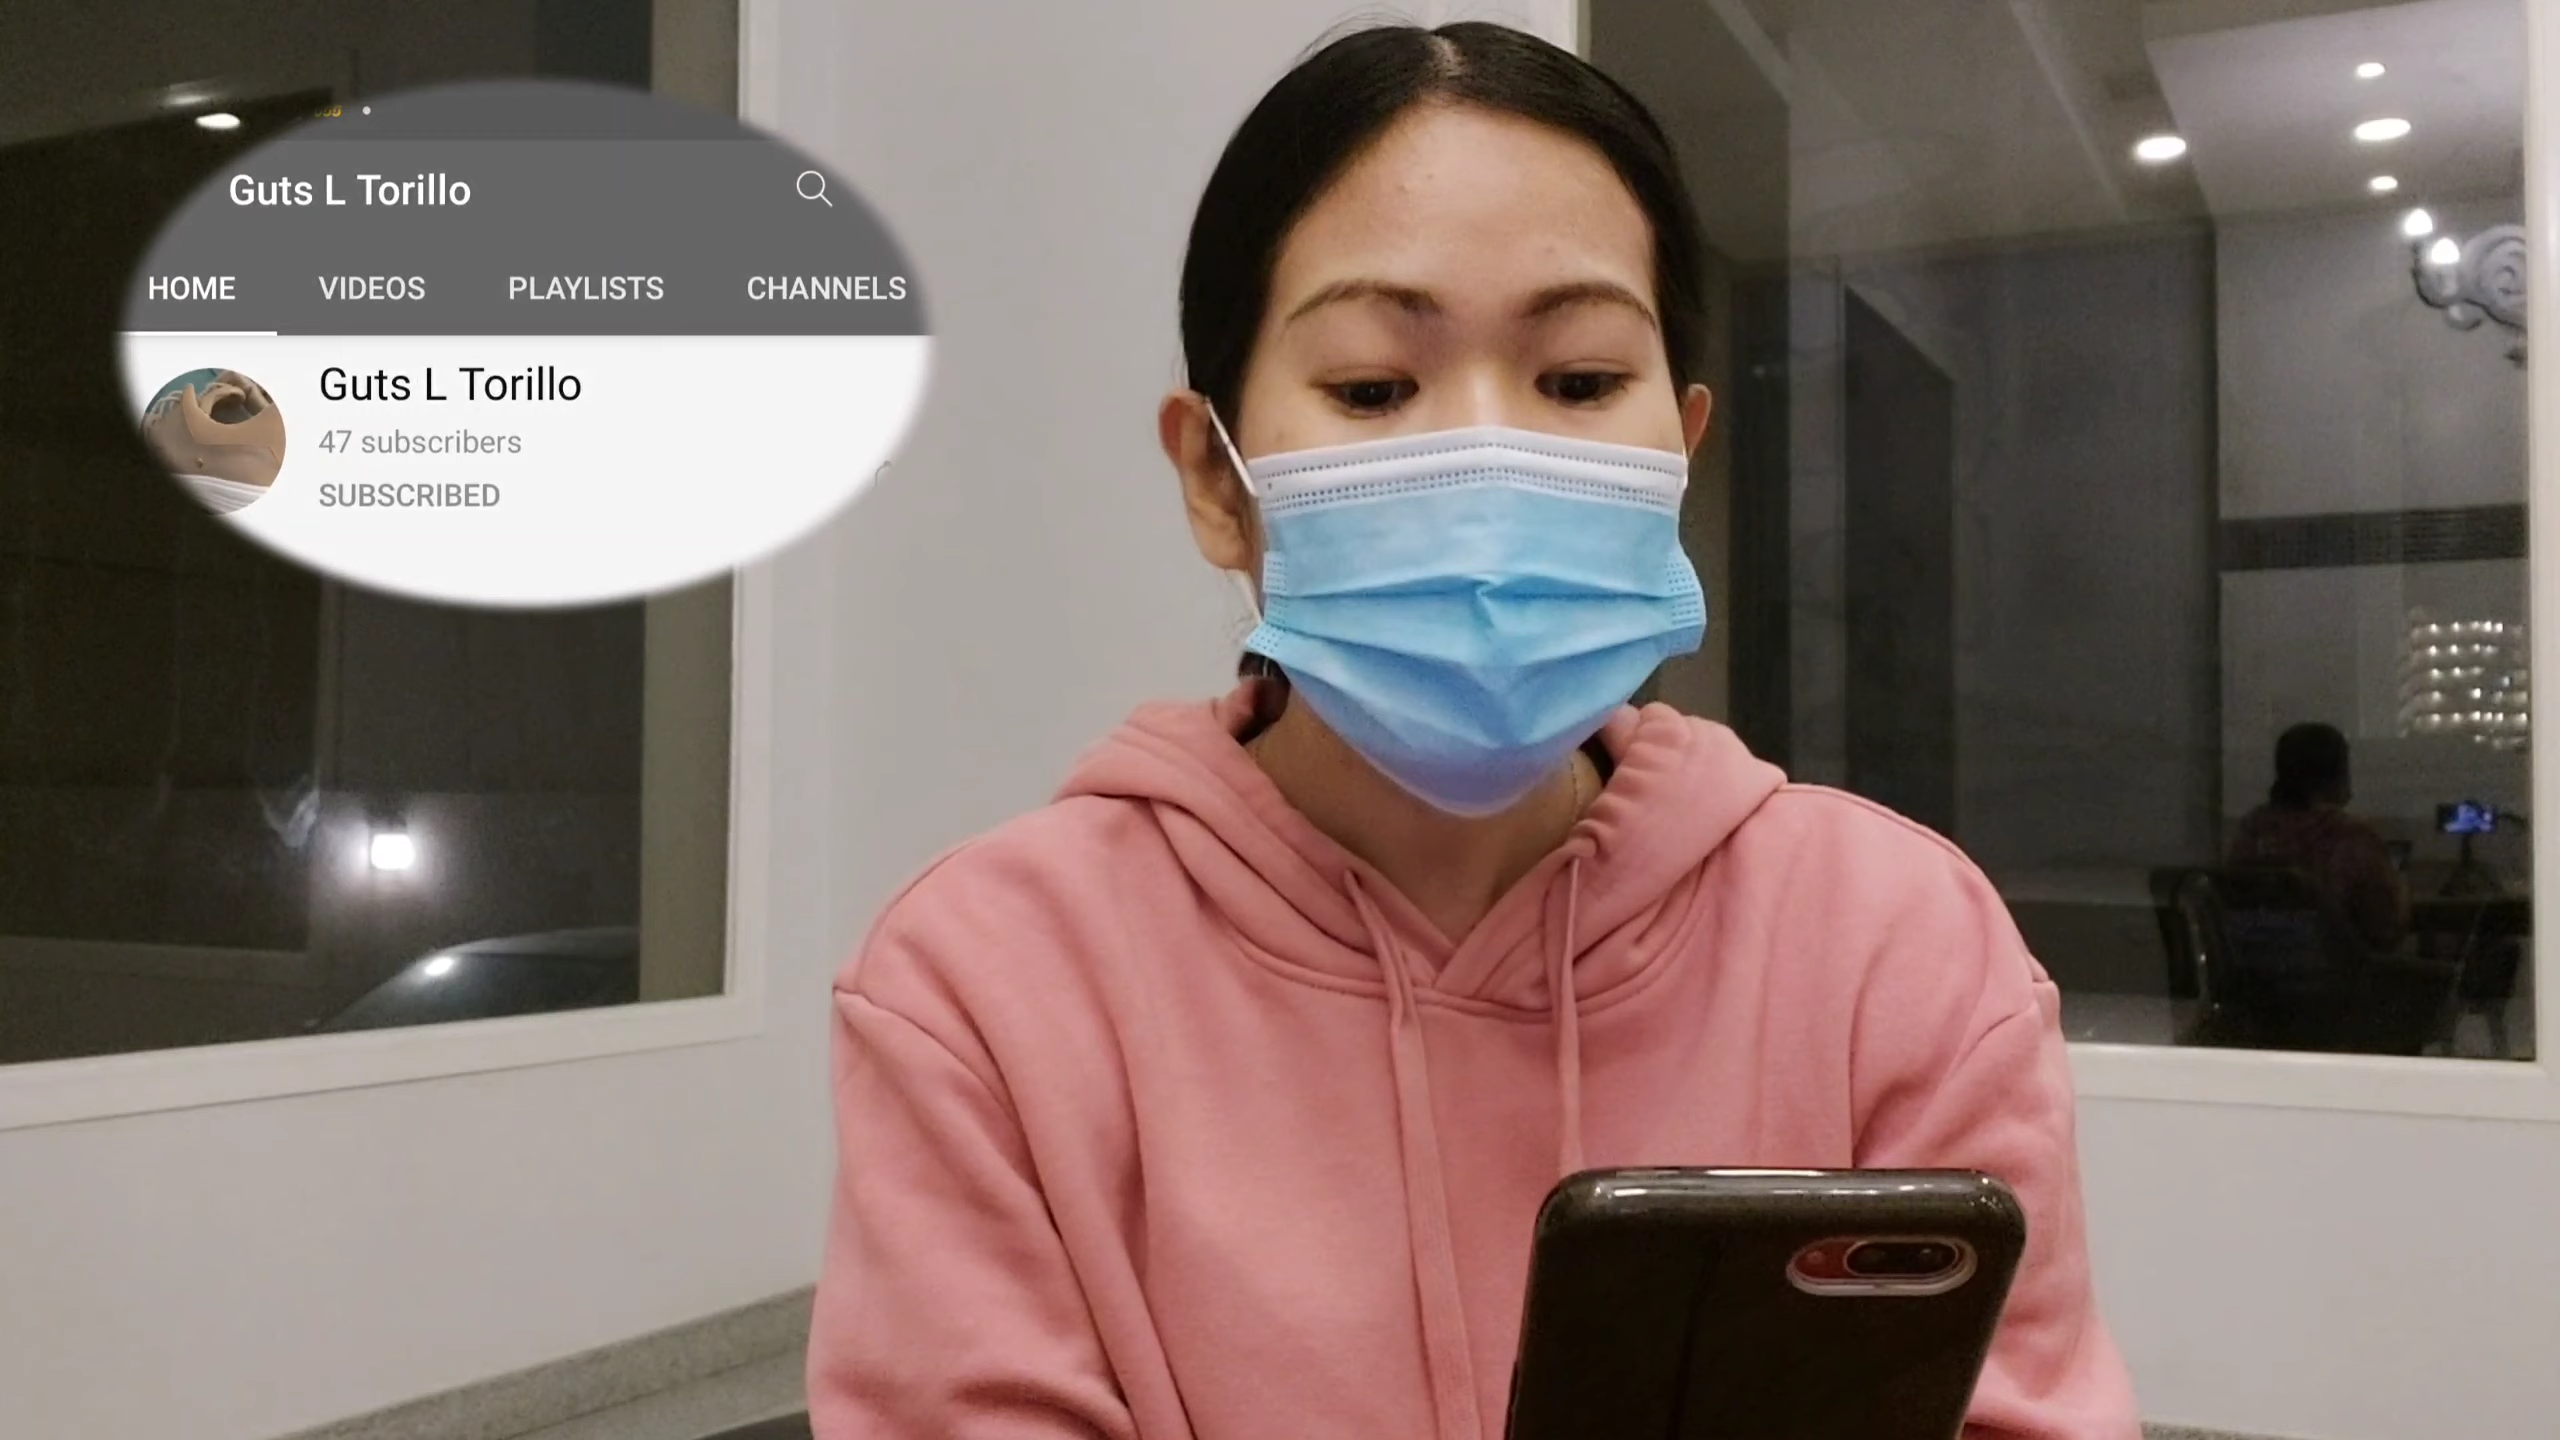 Guts L Torillo
HOME VIDEOS PLAYLISTS CHANNELS
Guts L Torillo
47 subscribers
SUBSCRIBED